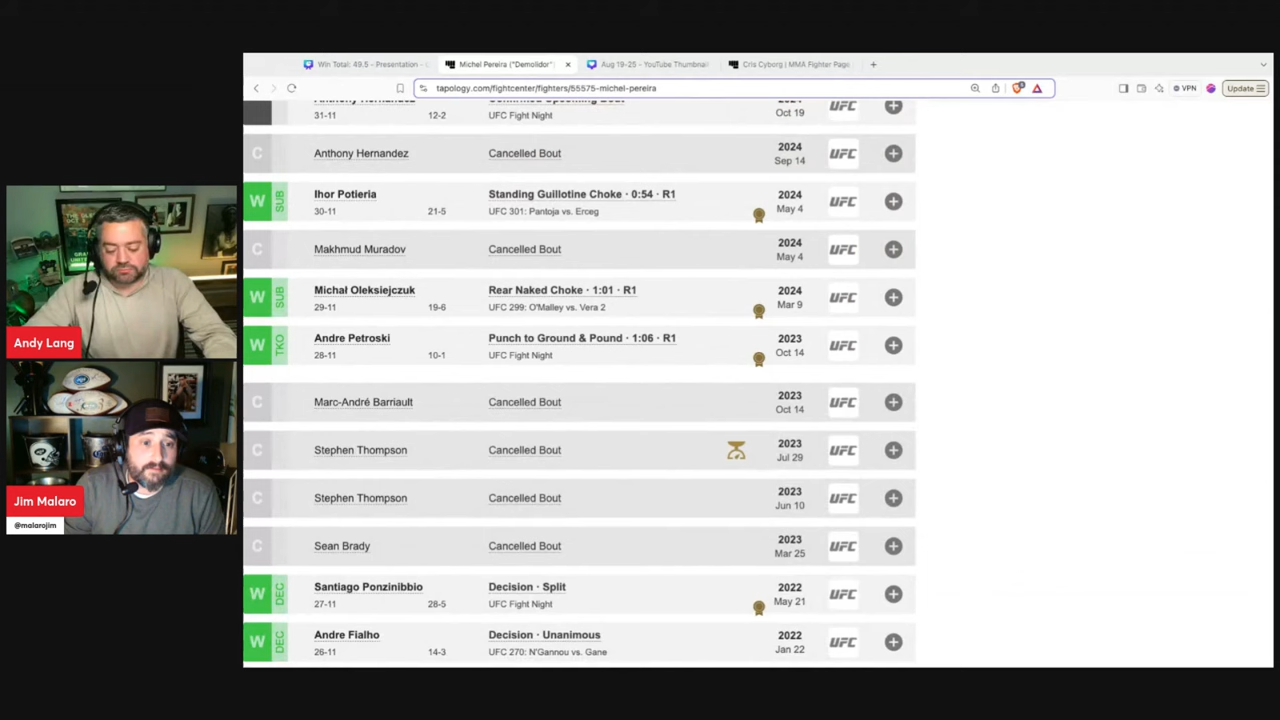 Win Total: 49.5 - Presentation -
Michel Pereira ("Demolidor")
Aug 19-25 - YouTube Thumbnail
Cris Cyborg | MMA Fighter Page
tapology.com/fightcenter/fighters/55575-michel-pereira
VPN
Update
Anthony Hernandez Confirmed Upcoming Bout 2024
31-11 12-2 UFC Fight Night Oct 19 UFC
C Anthony Hernandez Cancelled Bout 2024 Sep 14 UFC
W SUB Ihor Potieria Standing Guillotine Choke · 0:54 · R1 2024
30-11 21-5 UFC 301: Pantoja vs. Erceg May 4 UFC
C Makhmud Muradov Cancelled Bout 2024 May 4 UFC
W SUB Michał Oleksiejczuk Rear Naked Choke · 1:01 · R1 2024
29-11 19-6 UFC 299: O'Malley vs. Vera 2 Mar 9 UFC
W TKO Andre Petroski Punch to Ground & Pound · 1:06 · R1 2023
28-11 10-1 UFC Fight Night Oct 14 UFC
C Marc-André Barriault Cancelled Bout 2023 Oct 14 UFC
C Stephen Thompson Cancelled Bout 2023 Jul 29 UFC
C Stephen Thompson Cancelled Bout 2023 Jun 10 UFC
C Sean Brady Cancelled Bout 2023 Mar 25 UFC
W DEC Santiago Ponzinibbio Decision · Split 2022
27-11 28-5 UFC Fight Night May 21 UFC
W DEC Andre Fialho Decision · Unanimous 2022
26-11 14-3 UFC 270: N'Gannou vs. Gane Jan 22 UFC
Andy Lang
Jim Malaro
@malarojim